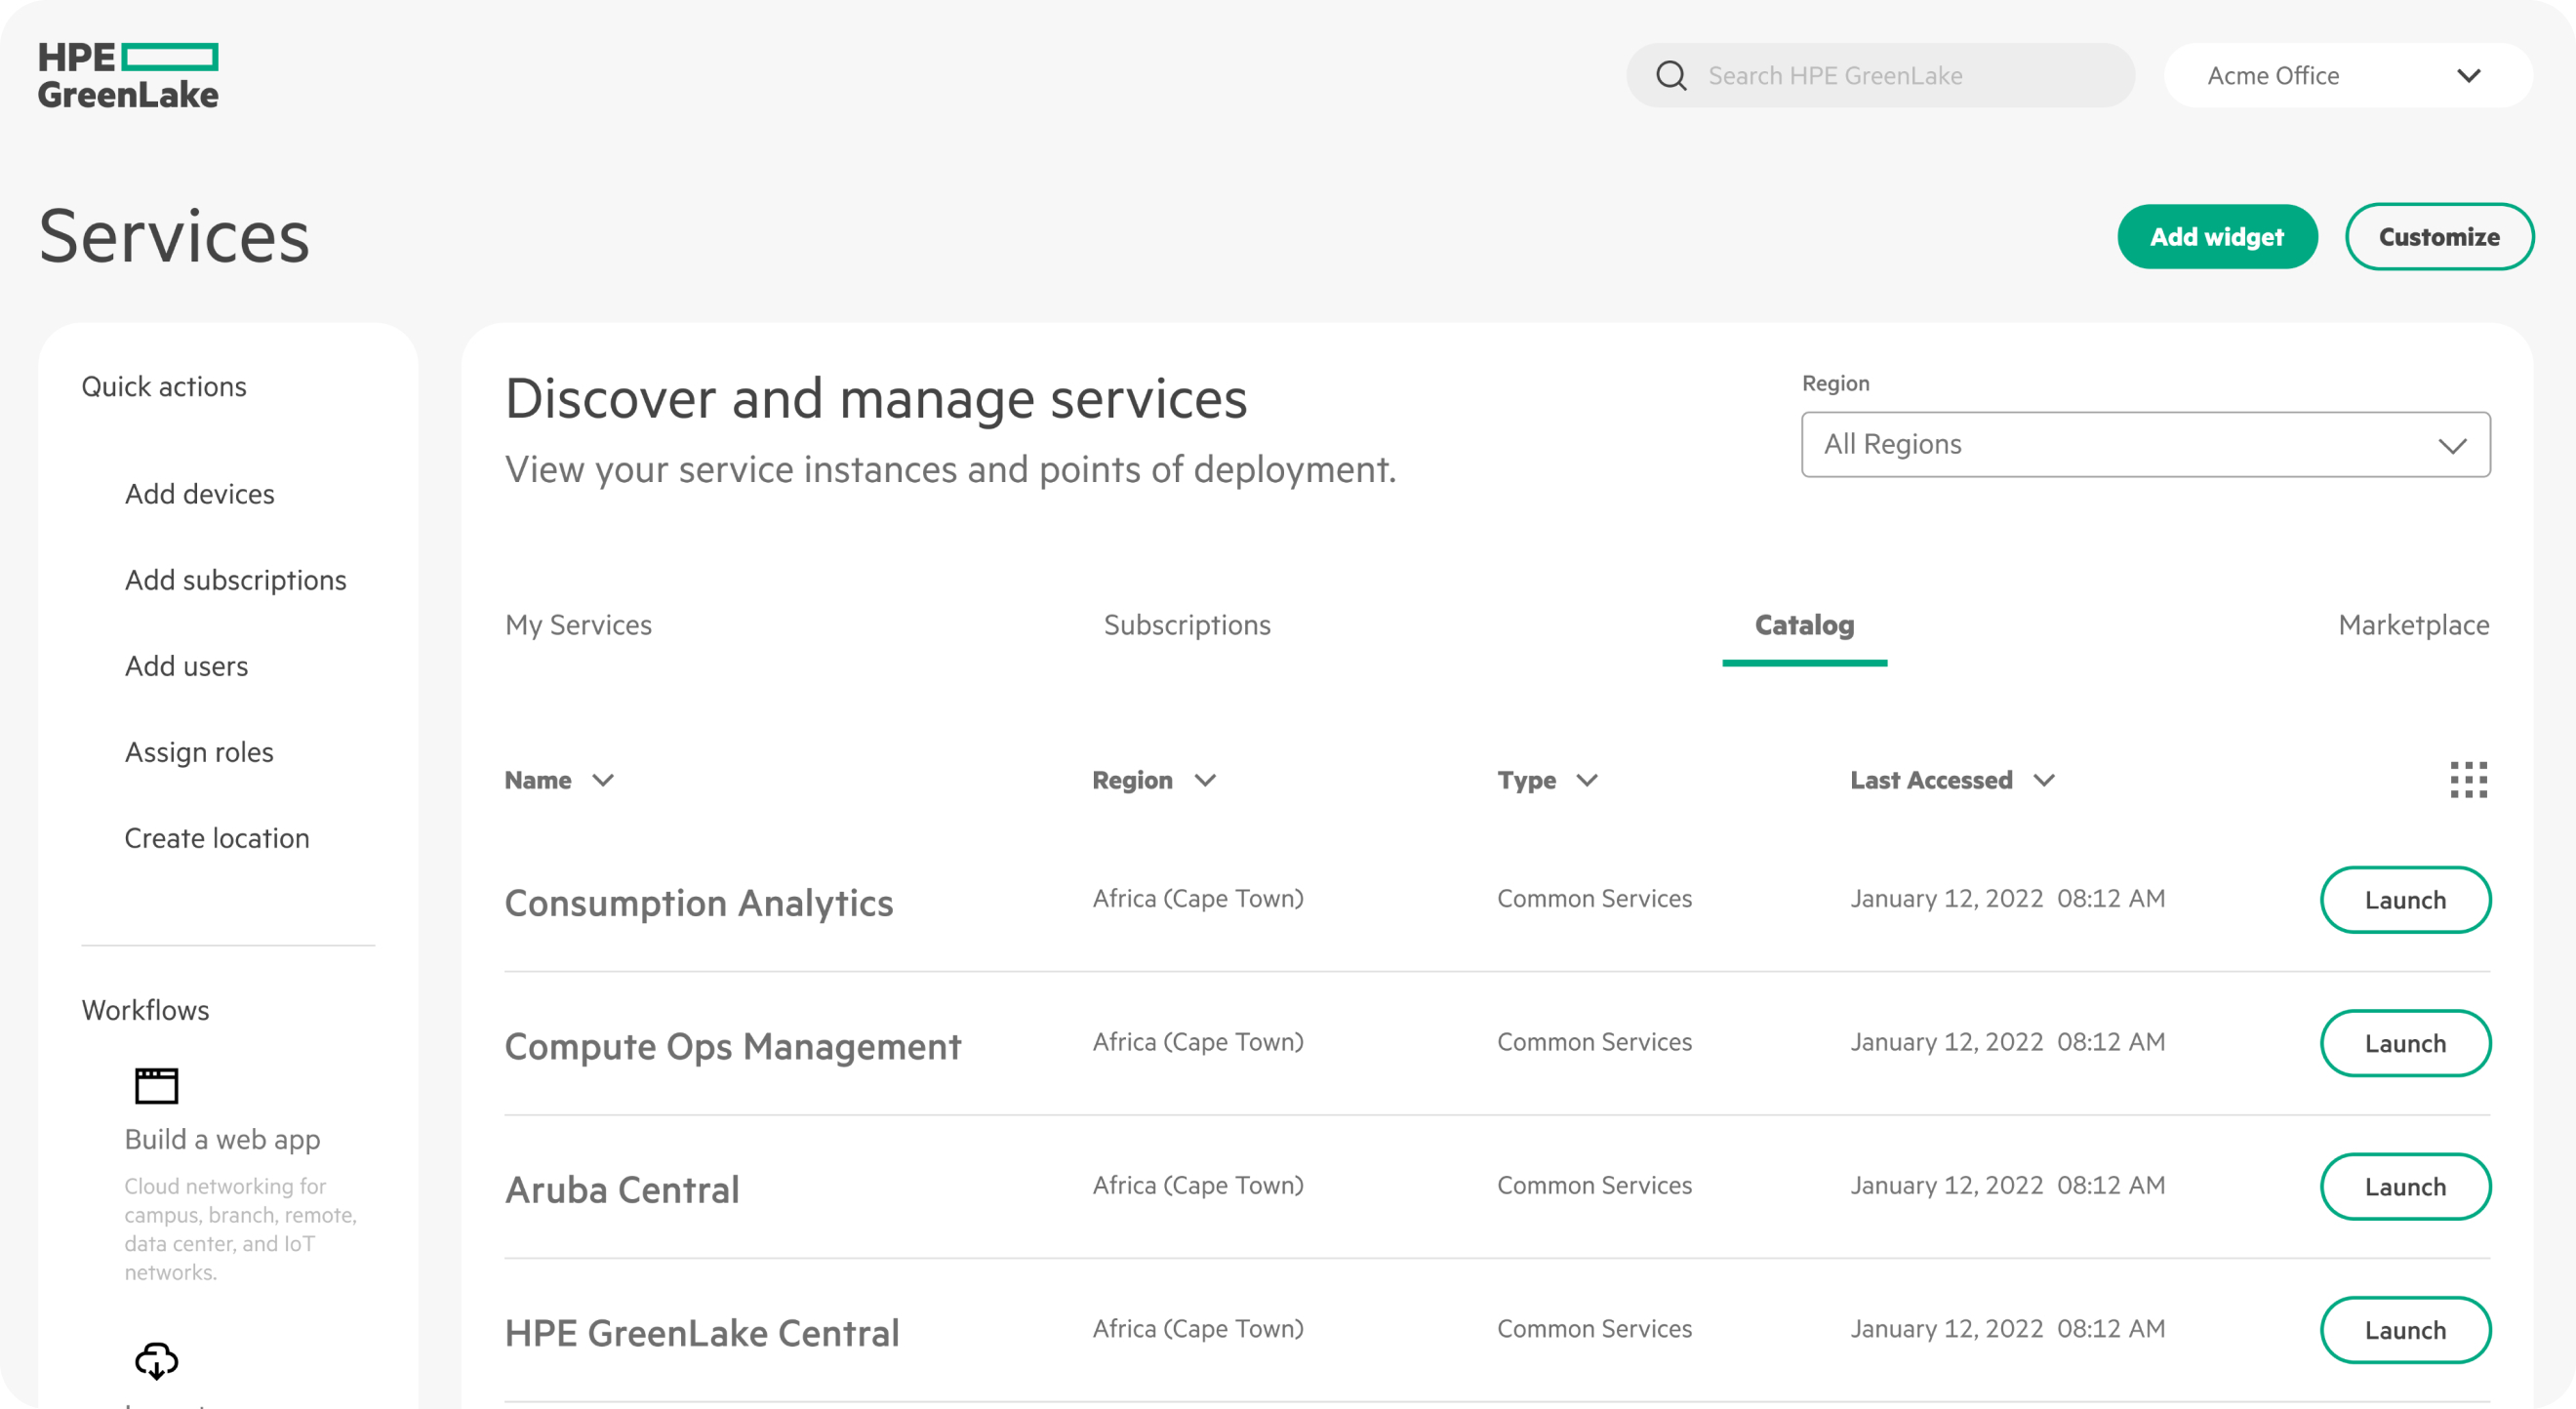 HPE
GreenLake
Search HPE GreenLake
Acme Office
Services
Add widget
Customize
Quick actions
Add devices
Add subscriptions
Add users
Assign roles
Create location
Workflows
Build a web app
Cloud networking for
campus, branch, remote,
data center, and IoT
networks.
Discover and manage services
View your service instances and points of deployment.
Region
All Regions
My Services
Subscriptions
Catalog
Marketplace
Name
Region
Type
Last Accessed
Consumption Analytics
Africa (Cape Town)
Common Services
January 12, 2022 08:12 AM
Launch
Compute Ops Management
Africa (Cape Town)
Common Services
January 12, 2022 08:12 AM
Launch
Aruba Central
Africa (Cape Town)
Common Services
January 12, 2022 08:12 AM
Launch
HPE GreenLake Central
Africa (Cape Town)
Common Services
January 12, 2022 08:12 AM
Launch